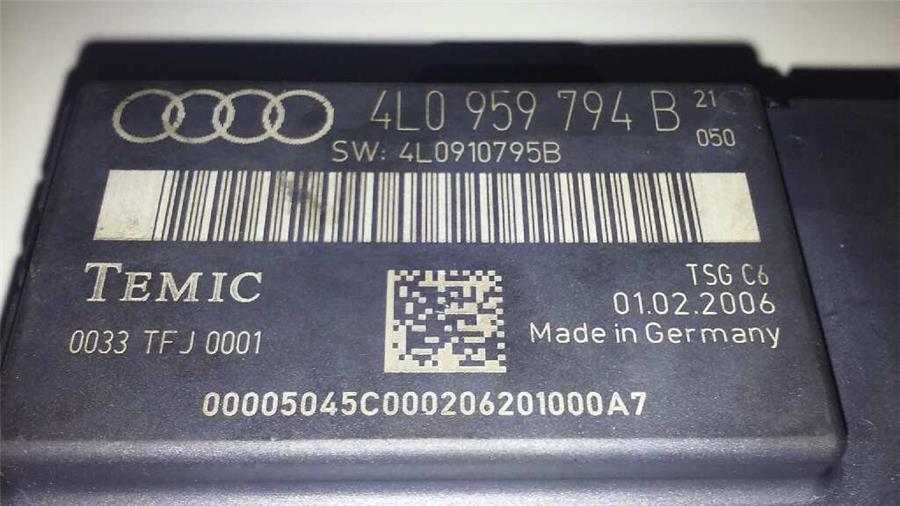 4L0 959 794 B 21
050
SW: 4L0910795B
TEMIC
TSG C6
01.02.2006
0033 TFJ 0001
Made in Germany
00005045C000206201000A7